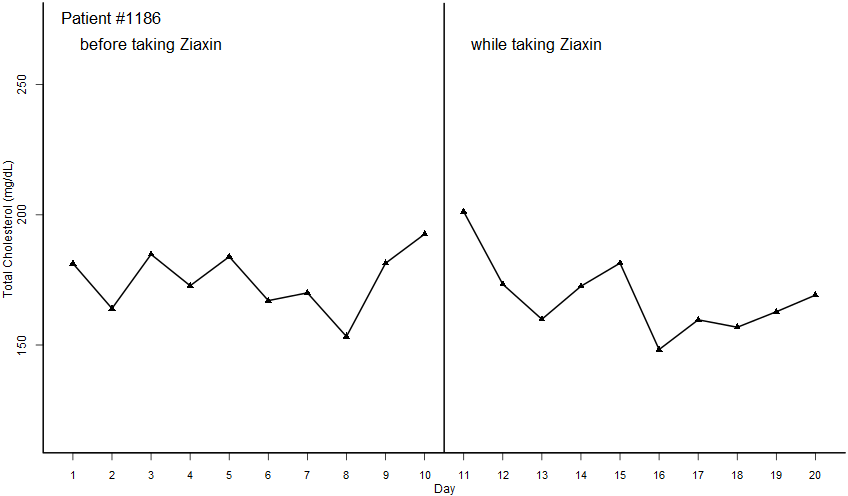 Patient #1186
before taking Ziaxin
while taking Ziaxin
Total Cholesterol (mg/dL)
250
200
150
1 2 3 4 5 6 7 8 9 10 11 12 13 14 15 16 17 18 19 20
Day